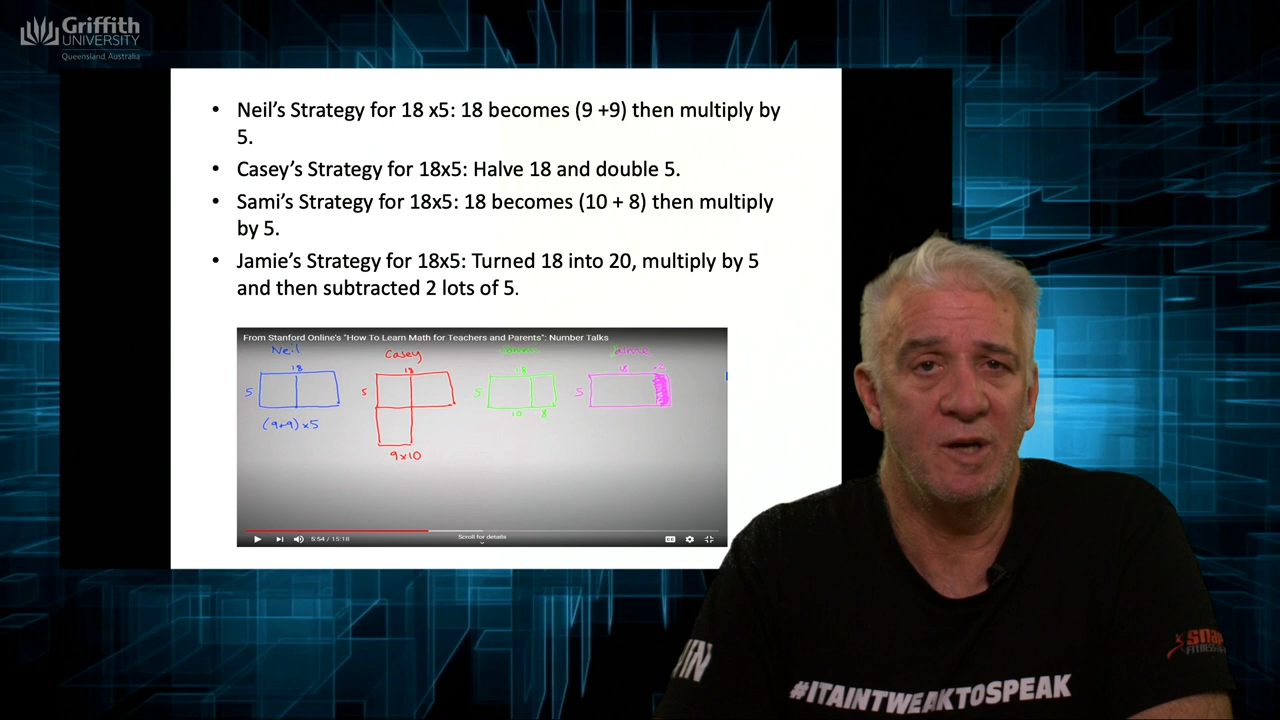 Griffith
UNIVERSITY
Queensland, Australia
• Neil's Strategy for 18 x5: 18 becomes (9 +9) then multiply by
5.
• Casey's Strategy for 18x5: Halve 18 and double 5.
• Sami's Strategy for 18x5: 18 becomes (10 + 8) then multiply
by 5.
• Jamie's Strategy for 18x5: Turned 18 into 20, multiply by 5
and then subtracted 2 lots of 5.
From Stanford Online's "How To Learn Math for Teachers and Parents": Number Talks
Neil
Casey
18
18
18
18
+2
5
5
5
5
10
8
(9+9) x 5
9x10
5:54 / 15:18
Scroll for details
CC
#ITAINTWEAKTOSPEAK